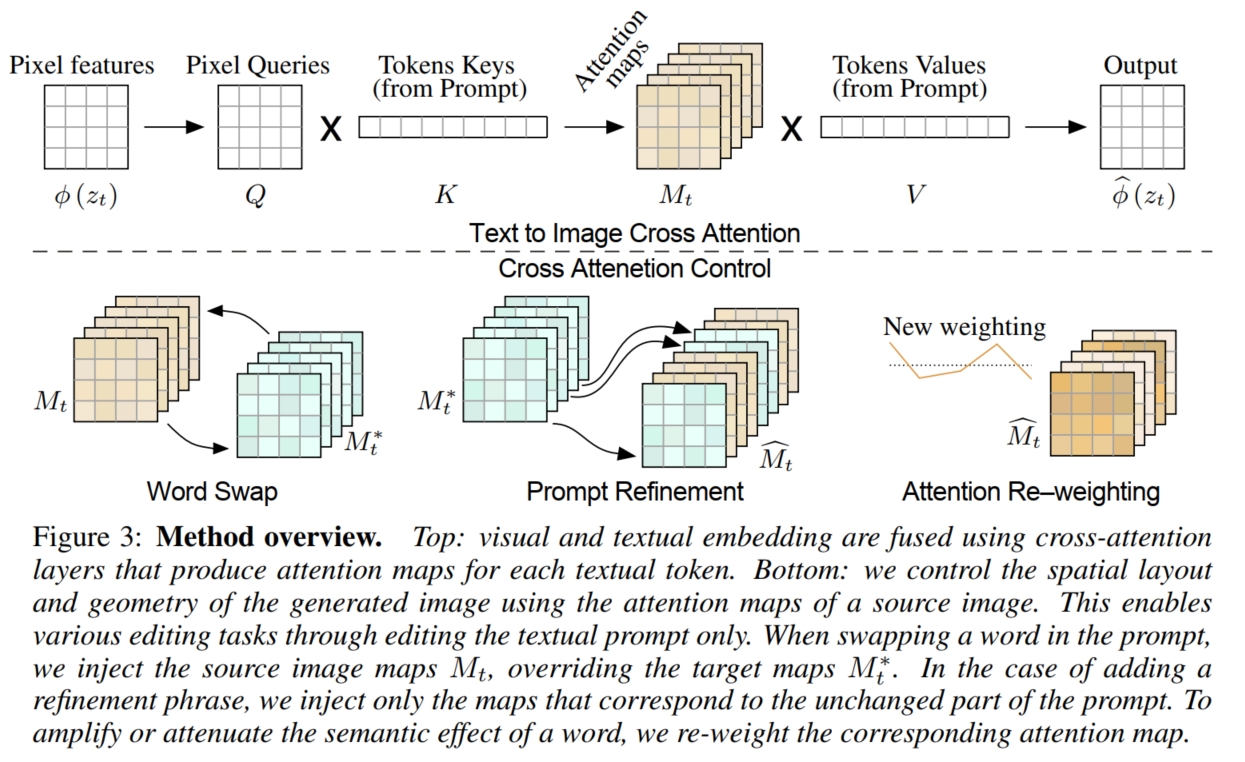 Pixel features
Pixel Queries
Tokens Keys
(from Prompt)
Attention
maps
Tokens Values
(from Prompt)
Output
X
X
ϕ (z_t)
Q
K
M_t
V
ϕ̂ (z_t)
Text to Image Cross Attention
Cross Attenetion Control
M_t
M_t^*
Word Swap
M_t^*
M̂_t
Prompt Refinement
New weighting
M̂_t
Attention Re–weighting
Figure 3: Method overview. Top: visual and textual embedding are fused using cross-attention
layers that produce attention maps for each textual token. Bottom: we control the spatial layout
and geometry of the generated image using the attention maps of a source image. This enables
various editing tasks through editing the textual prompt only. When swapping a word in the prompt,
we inject the source image maps M_t, overriding the target maps M_t^*. In the case of adding a
refinement phrase, we inject only the maps that correspond to the unchanged part of the prompt. To
amplify or attenuate the semantic effect of a word, we re-weight the corresponding attention map.